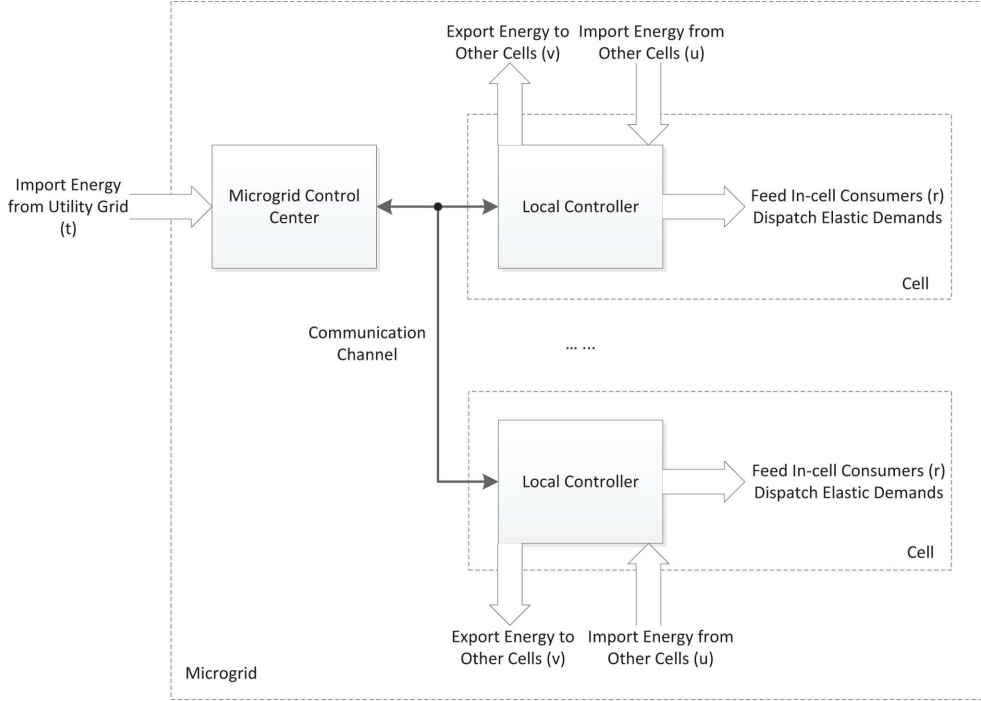 Export Energy to
Other Cells (v)
Import Energy from
Other Cells (u)
Import Energy
from Utility Grid
(t)
Microgrid Control
Center
Local Controller
Feed In-cell Consumers (r)
Dispatch Elastic Demands
Cell
Communication
Channel
... ...
Local Controller
Feed In-cell Consumers (r)
Dispatch Elastic Demands
Cell
Export Energy to
Other Cells (v)
Import Energy from
Other Cells (u)
Microgrid